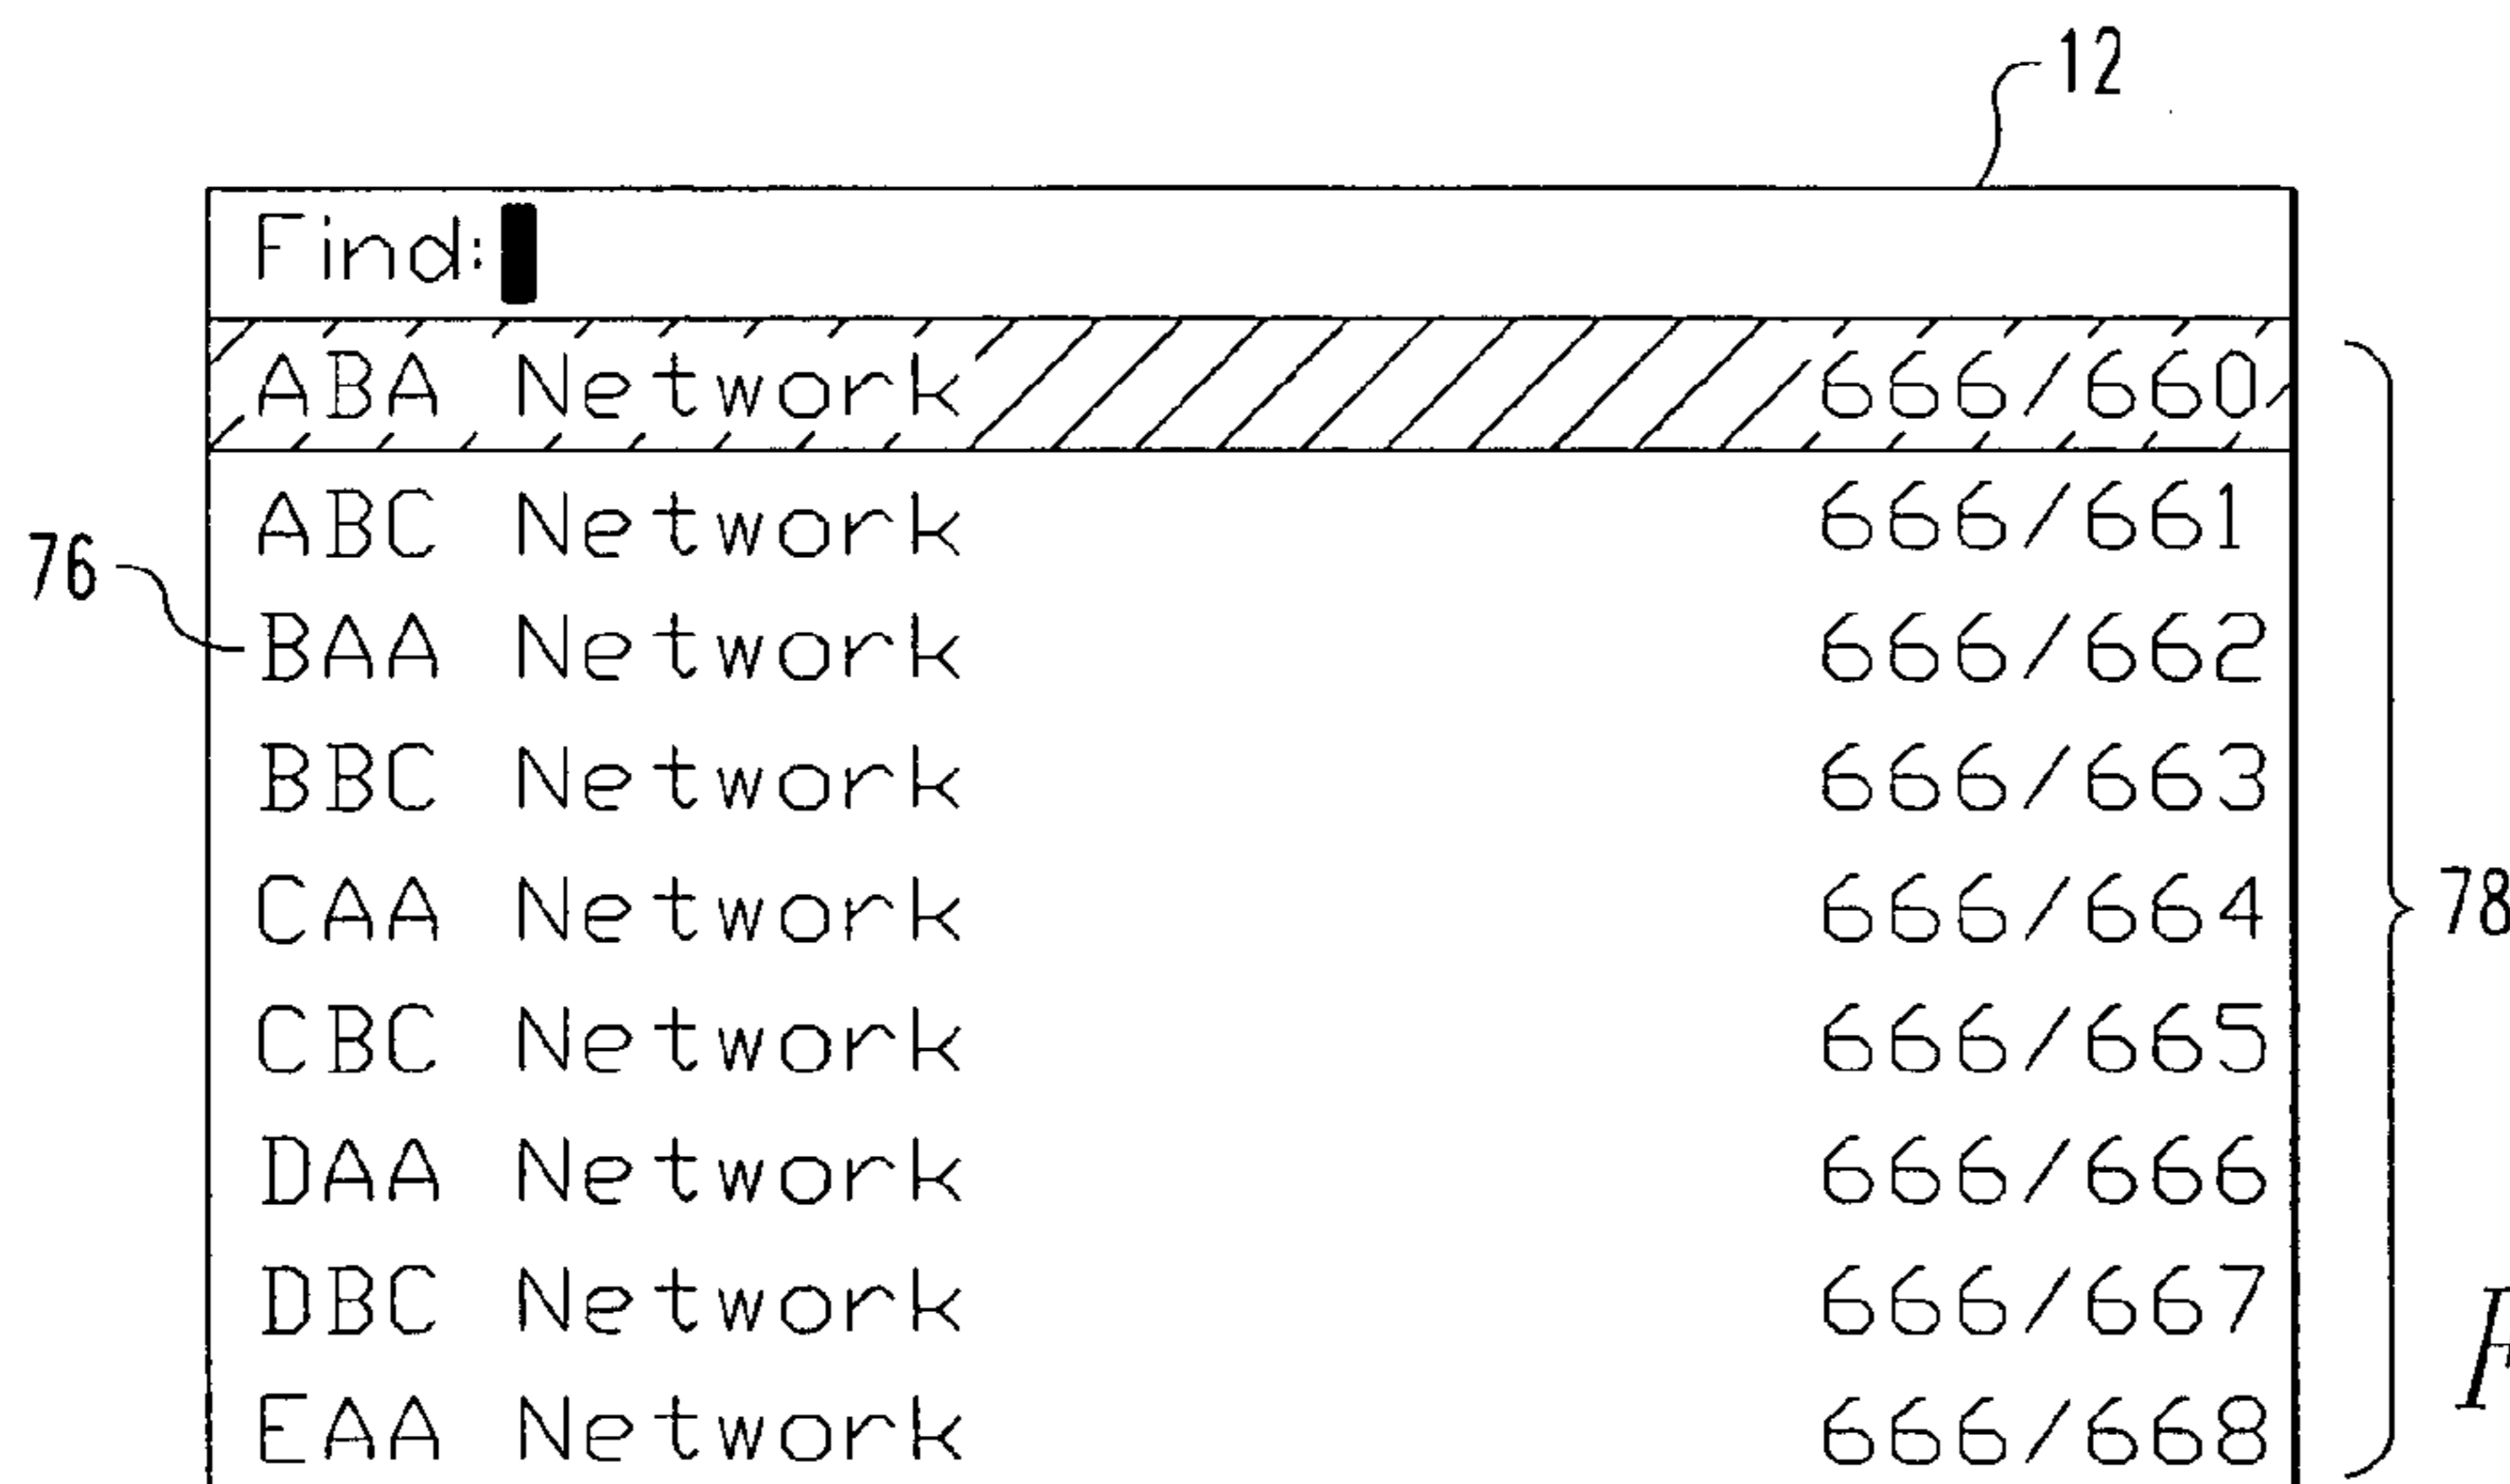 12
Find:
ABA Network 666/660
ABC Network 666/661
76
BAA Network 666/662
BBC Network 666/663
CAA Network 666/664
78
CBC Network 666/665
DAA Network 666/666
DBC Network 666/667
EAA Network 666/668